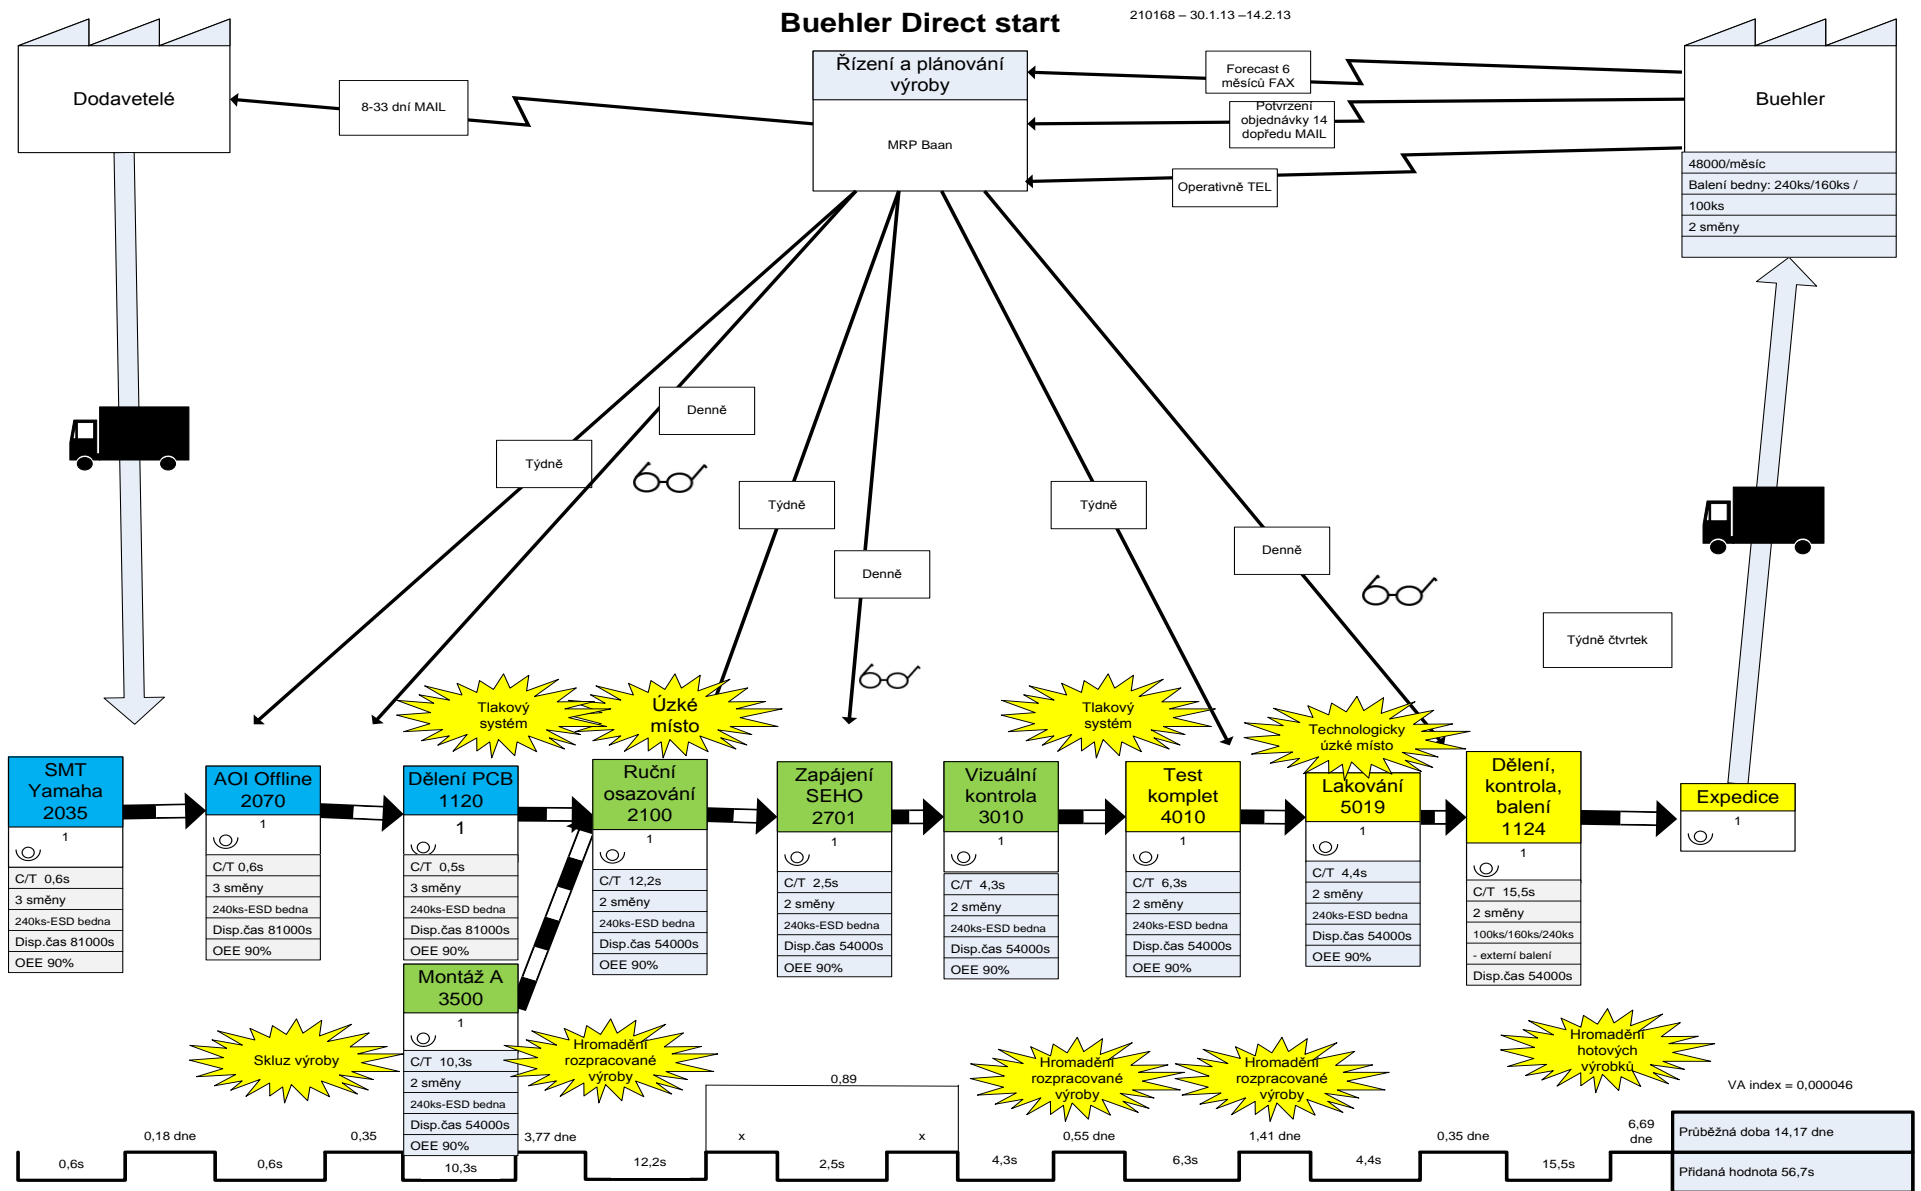 Buehler Direct start
210168 – 30.1.13 –14.2.13
Dodavetelé
8-33 dní MAIL
Řízení a plánování
výroby
MRP Baan
Forecast 6
měsíců FAX
Potvrzení
objednávky 14
dopředu MAIL
Operativně TEL
Buehler
48000/měsíc
Balení bedny: 240ks/160ks /
100ks
2 směny
Denně
Týdně
Týdně
Denně
Týdně
Denně
Týdně čtvrtek
Tlakový
systém
Úzké
místo
Tlakový
systém
Technologicky
úzké místo
SMT
Yamaha
2035
1
C/T  0,6s
3 směny
240ks-ESD bedna
Disp.čas 81000s
OEE 90%
AOI Offline
2070
1
C/T 0,6s
3 směny
240ks-ESD bedna
Disp.čas 81000s
OEE 90%
Dělení PCB
1120
1
C/T  0,5s
3 směny
240ks-ESD bedna
Disp.čas 81000s
OEE 90%
Montáž A
3500
1
C/T  10,3s
2 směny
240ks-ESD bedna
Disp.čas 54000s
OEE 90%
Ruční
osazování
2100
1
C/T  12,2s
2 směny
240ks-ESD bedna
Disp.čas 54000s
OEE 90%
Zapájení
SEHO
2701
1
C/T  2,5s
2 směny
240ks-ESD bedna
Disp.čas 54000s
OEE 90%
Vizuální
kontrola
3010
1
C/T  4,3s
2 směny
240ks-ESD bedna
Disp.čas 54000s
OEE 90%
Test
komplet
4010
1
C/T  6,3s
2 směny
240ks-ESD bedna
Disp.čas 54000s
OEE 90%
Lakování
5019
1
C/T  4,4s
2 směny
240ks-ESD bedna
Disp.čas 54000s
OEE 90%
Dělení,
kontrola,
balení
1124
1
C/T  15,5s
2 směny
100ks/160ks/240ks
- externí balení
Disp.čas 54000s
Expedice
1
Skluz výroby
Hromadění
rozpracované
výroby
Hromadění
rozpracované
výroby
Hromadění
rozpracované
výroby
Hromadění
hotových
výrobků
VA index = 0,000046
0,89
0,18 dne
0,35
3,77 dne
x
x
0,55 dne
1,41 dne
0,35 dne
6,69
dne
0,6s
0,6s
10,3s
12,2s
2,5s
4,3s
6,3s
4,4s
15,5s
Průběžná doba 14,17 dne
Přidaná hodnota 56,7s